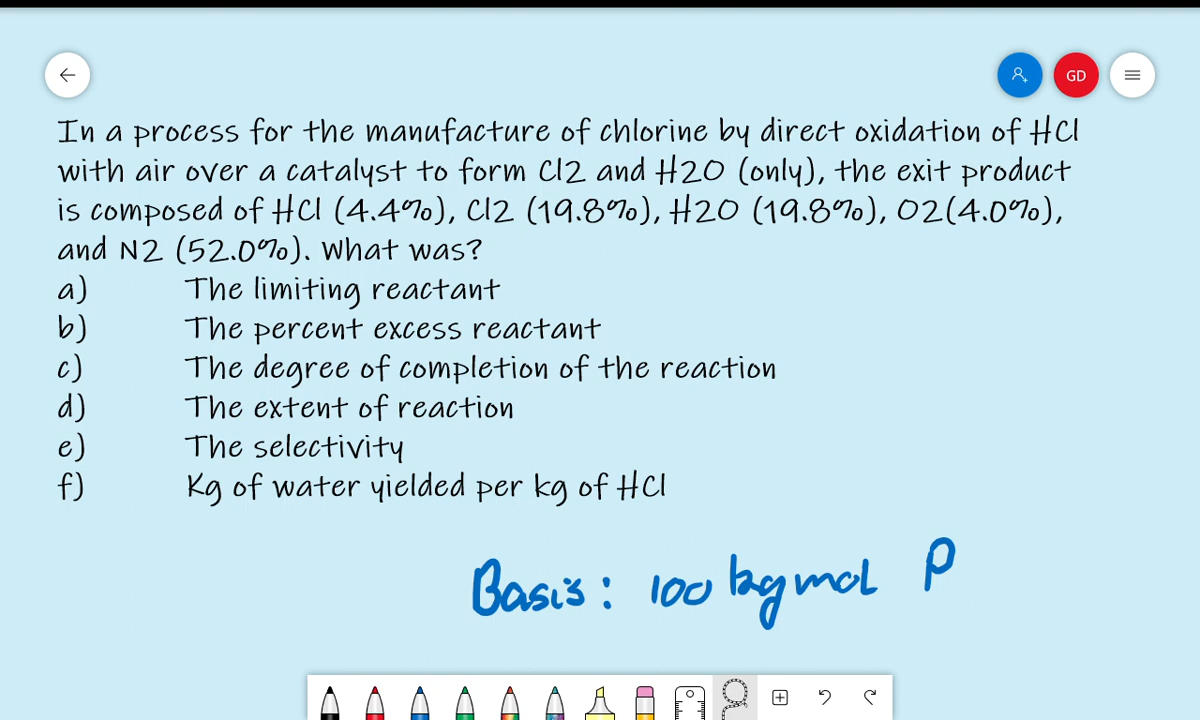 GD
In a process for the manufacture of chlorine by direct oxidation of HCl
with air over a catalyst to form Cl2 and H2O (only), the exit product
is composed of HCl (4.4%), Cl2 (19.8%), H2O (19.8%), O2(4.0%),
and N2 (52.0%). What was?
a) The limiting reactant
b) The percent excess reactant
c) The degree of completion of the reaction
d) The extent of reaction
e) The selectivity
f) Kg of water yielded per kg of HCl
Basis: 100 kg mol P